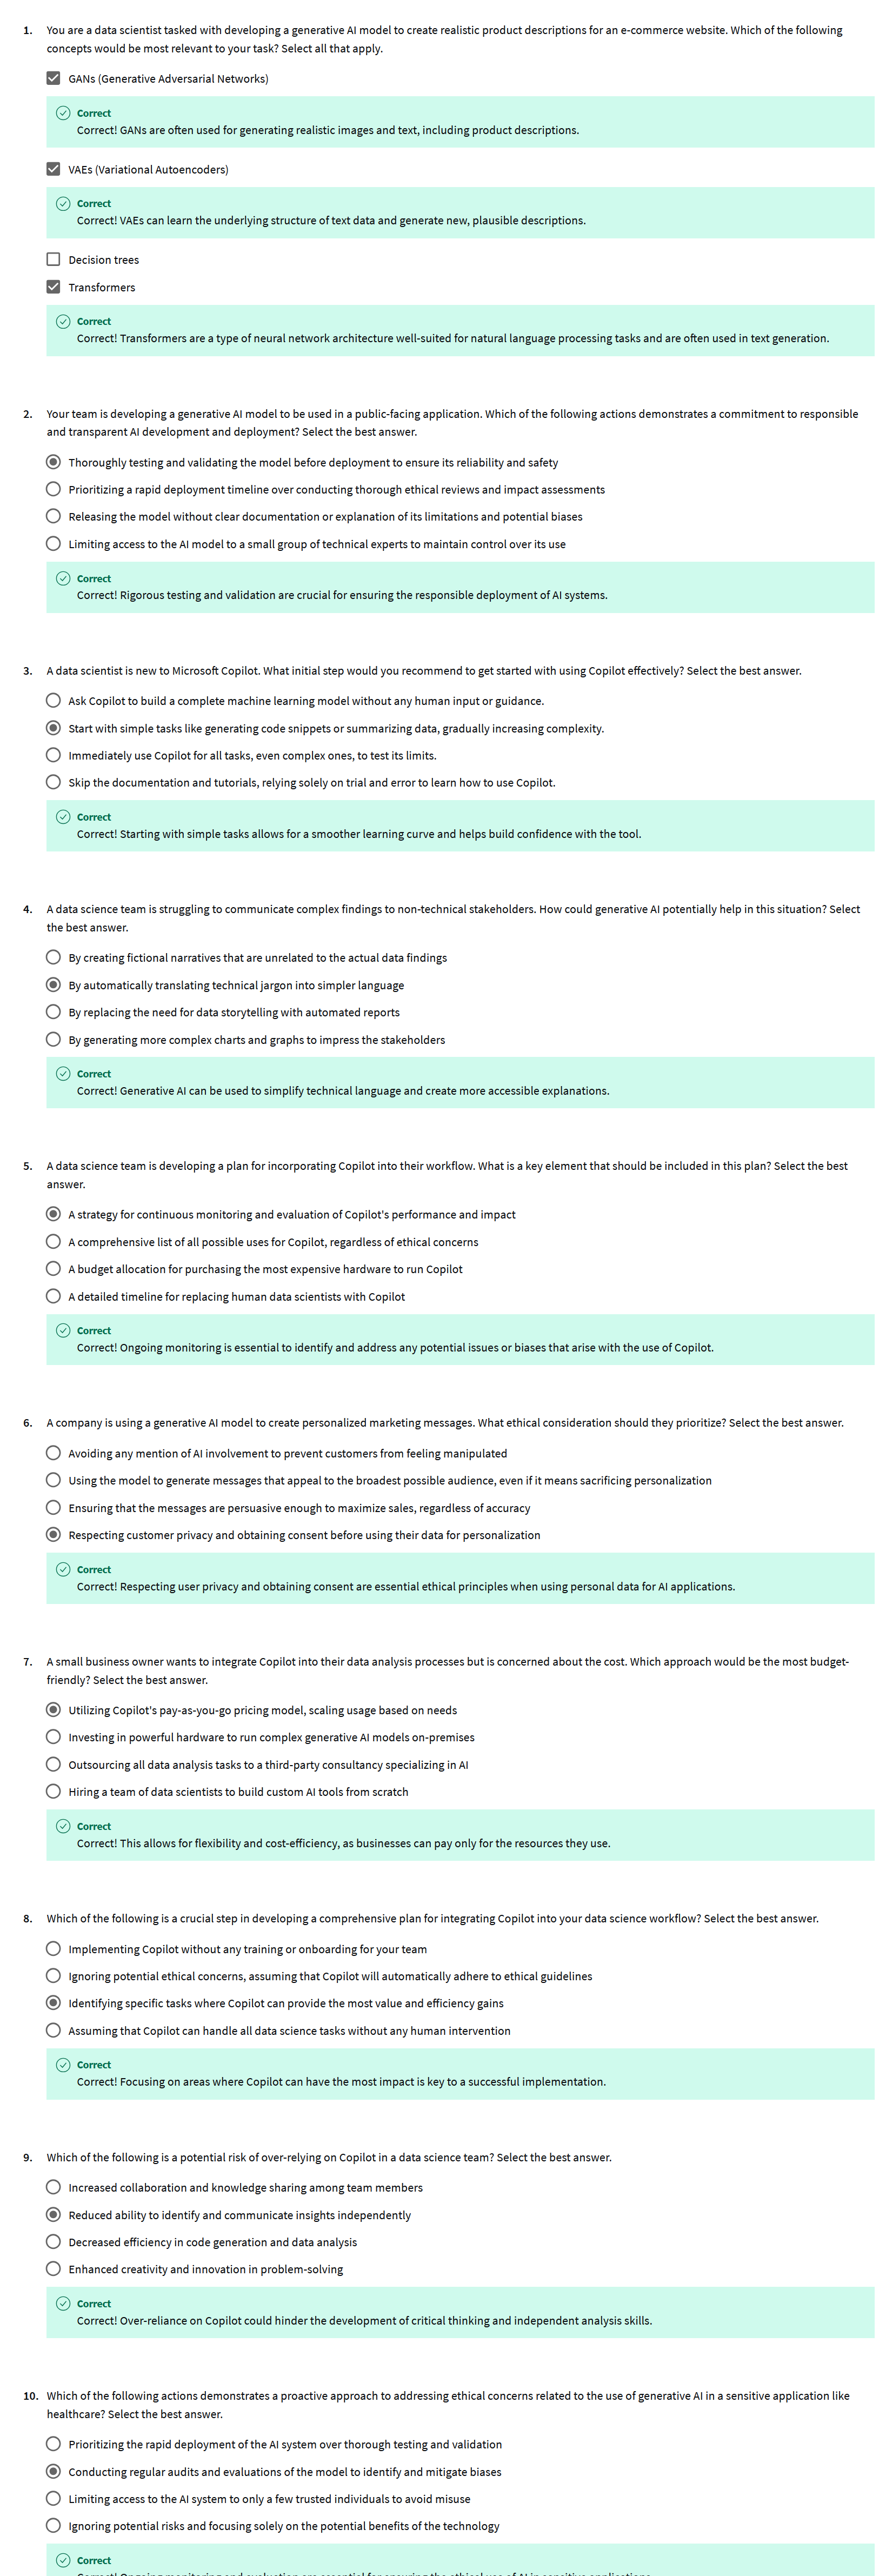 1. You are a data scientist tasked with developing a generative AI model to create realistic product descriptions for an e-commerce website. Which of the following
concepts would be most relevant to your task? Select all that apply.
GANs (Generative Adversarial Networks)
Correct
Correct! GANs are often used for generating realistic images and text, including product descriptions.
VAEs (Variational Autoencoders)
Correct
Correct! VAEs can learn the underlying structure of text data and generate new, plausible descriptions.
Decision trees
Transformers
Correct
Correct! Transformers are a type of neural network architecture well-suited for natural language processing tasks and are often used in text generation.
2. Your team is developing a generative AI model to be used in a public-facing application. Which of the following actions demonstrates a commitment to responsible
and transparent AI development and deployment? Select the best answer.
Thoroughly testing and validating the model before deployment to ensure its reliability and safety
Prioritizing a rapid deployment timeline over conducting thorough ethical reviews and impact assessments
Releasing the model without clear documentation or explanation of its limitations and potential biases
Limiting access to the AI model to a small group of technical experts to maintain control over its use
Correct
Correct! Rigorous testing and validation are crucial for ensuring the responsible deployment of AI systems.
3. A data scientist is new to Microsoft Copilot. What initial step would you recommend to get started with using Copilot effectively? Select the best answer.
Ask Copilot to build a complete machine learning model without any human input or guidance.
Start with simple tasks like generating code snippets or summarizing data, gradually increasing complexity.
Immediately use Copilot for all tasks, even complex ones, to test its limits.
Skip the documentation and tutorials, relying solely on trial and error to learn how to use Copilot.
Correct
Correct! Starting with simple tasks allows for a smoother learning curve and helps build confidence with the tool.
4. A data science team is struggling to communicate complex findings to non-technical stakeholders. How could generative AI potentially help in this situation? Select
the best answer.
By creating fictional narratives that are unrelated to the actual data findings
By automatically translating technical jargon into simpler language
By replacing the need for data storytelling with automated reports
By generating more complex charts and graphs to impress the stakeholders
Correct
Correct! Generative AI can be used to simplify technical language and create more accessible explanations.
5. A data science team is developing a plan for incorporating Copilot into their workflow. What is a key element that should be included in this plan? Select the best
answer.
A strategy for continuous monitoring and evaluation of Copilot's performance and impact
A comprehensive list of all possible uses for Copilot, regardless of ethical concerns
A budget allocation for purchasing the most expensive hardware to run Copilot
A detailed timeline for replacing human data scientists with Copilot
Correct
Correct! Ongoing monitoring is essential to identify and address any potential issues or biases that arise with the use of Copilot.
6. A company is using a generative AI model to create personalized marketing messages. What ethical consideration should they prioritize? Select the best answer.
Avoiding any mention of AI involvement to prevent customers from feeling manipulated
Using the model to generate messages that appeal to the broadest possible audience, even if it means sacrificing personalization
Ensuring that the messages are persuasive enough to maximize sales, regardless of accuracy
Respecting customer privacy and obtaining consent before using their data for personalization
Correct
Correct! Respecting user privacy and obtaining consent are essential ethical principles when using personal data for AI applications.
7. A small business owner wants to integrate Copilot into their data analysis processes but is concerned about the cost. Which approach would be the most budget-
friendly? Select the best answer.
Utilizing Copilot's pay-as-you-go pricing model, scaling usage based on needs
Investing in powerful hardware to run complex generative AI models on-premises
Outsourcing all data analysis tasks to a third-party consultancy specializing in AI
Hiring a team of data scientists to build custom AI tools from scratch
Correct
Correct! This allows for flexibility and cost-efficiency, as businesses can pay only for the resources they use.
8. Which of the following is a crucial step in developing a comprehensive plan for integrating Copilot into your data science workflow? Select the best answer.
Implementing Copilot without any training or onboarding for your team
Ignoring potential ethical concerns, assuming that Copilot will automatically adhere to ethical guidelines
Identifying specific tasks where Copilot can provide the most value and efficiency gains
Assuming that Copilot can handle all data science tasks without any human intervention
Correct
Correct! Focusing on areas where Copilot can have the most impact is key to a successful implementation.
9. Which of the following is a potential risk of over-relying on Copilot in a data science team? Select the best answer.
Increased collaboration and knowledge sharing among team members
Reduced ability to identify and communicate insights independently
Decreased efficiency in code generation and data analysis
Enhanced creativity and innovation in problem-solving
Correct
Correct! Over-reliance on Copilot could hinder the development of critical thinking and independent analysis skills.
10. Which of the following actions demonstrates a proactive approach to addressing ethical concerns related to the use of generative AI in a sensitive application like
healthcare? Select the best answer.
Prioritizing the rapid deployment of the AI system over thorough testing and validation
Conducting regular audits and evaluations of the model to identify and mitigate biases
Limiting access to the AI system to only a few trusted individuals to avoid misuse
Ignoring potential risks and focusing solely on the potential benefits of the technology
Correct